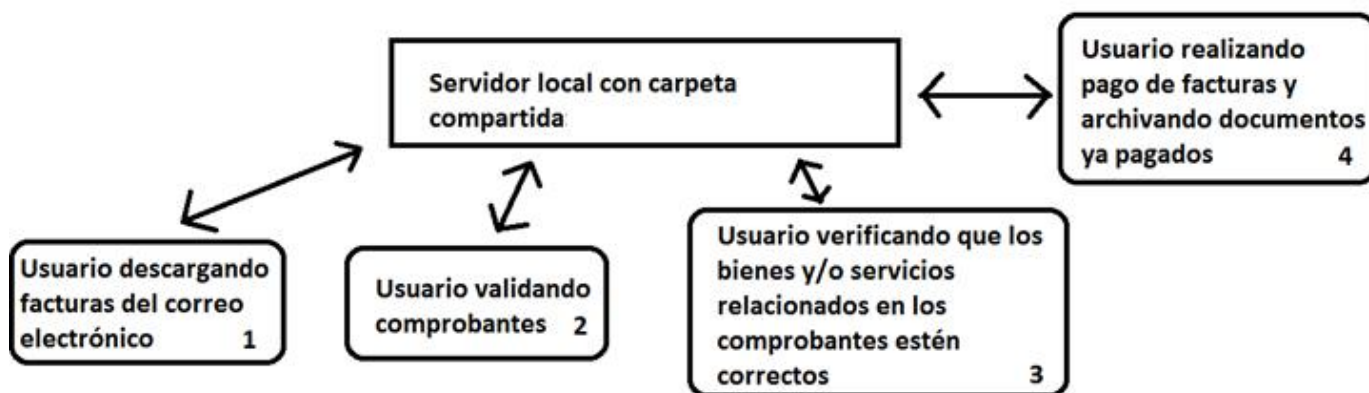 Servidor local con carpeta
compartida
Usuario realizando
pago de facturas y
archivando documentos
ya pagados 4
Usuario descargando
facturas del correo
electrónico 1
Usuario validando
comprobantes 2
Usuario verificando que los
bienes y/o servicios
relacionados en los
comprobantes estén
correctos 3